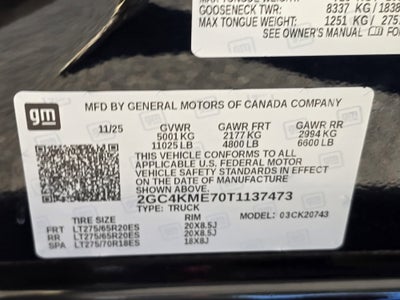 GOOSENECK TWR: 8337 KG / 1838
MAX TONGUE WEIGHT: 1251 KG / 275
SEE OWNER'S MANUAL FOR
gm
MFD BY GENERAL MOTORS OF CANADA COMPANY
11/25 GVWR GAWR FRT GAWR RR
5001 KG 2177 KG 2994 KG
11025 LB 4800 LB 6600 LB
THIS VEHICLE CONFORMS TO ALL
APPLICABLE U.S. FEDERAL MOTOR
VEHICLE SAFETY STANDARDS IN EFFECT
ON THE DATE OF MANUFACTURE
SHOWN ABOVE.
2GC4KME70T1137473
TYPE: TRUCK MODEL: 03CK20743
TIRE SIZE RIM
FRT LT275/65R20ES 20X8.5J
RR LT275/65R20ES 20X8.5J
SPA LT275/70R18ES 18X8J